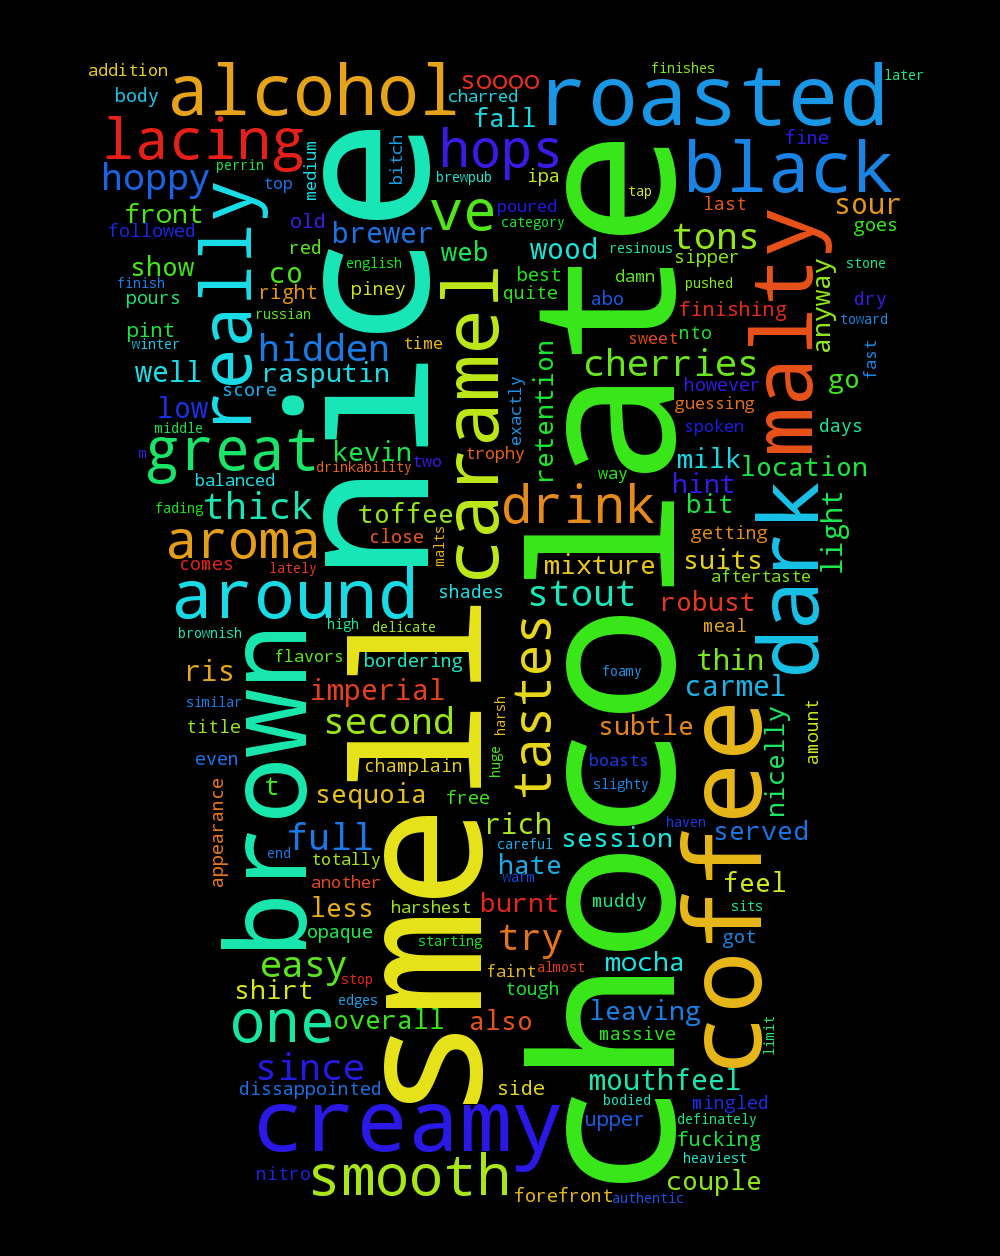 finishes
addition
alcohol
soooo
roasted
later
body
charred
lacing
fall
hops
fine
bitch
medium
black
perrin
hoppy
top
brewpub
ipa
tap
nice
chocolate
really
ve
poured
category
last
sour
front
followed
old
brewer
goes
malty
red
web
wood
resinous
tons
sipper
show
finish
co
english
piney
best
quite
damn
pushed
stone
anyway
pours
right
russian
abo
dry
caramel
finishing
toward
pint
winter
hidden
time
sweet
nto
well
rasputin
cherries
fast
score
exactly
retention
however
go
low
guessing
middle
spoken
days
m
great
kevin
two
trophy
drinkability
milk
location
balanced
way
hint
fading
thick
toffee
drink
bit
dark
light
aroma
close
malts
getting
comes
lately
mixture
suits
aftertaste
around
shades
stout
robust
brownish
high
delicate
meal
brown
flavors
bordering
smell
tastes
thin
ris
foamy
similar
imperial
carmel
title
second
harsh
subtle
coffee
nicelly
amount
even
champlain
huge
boasts
t
sequoia
free
slighty
appearance
rich
haven
full
session
served
end
totally
careful
another
hate
warm
feel
less
harshest
burnt
muddy
sits
opaque
starting
try
got
easy
stop
faint
almost
mocha
shirt
edges
tough
one
overall
also
leaving
massive
limit
since
dissappointed
side
mouthfeel
creamy
bodied
mingled
upper
definately
fucking
heaviest
nitro
smooth
couple
forefront
authentic